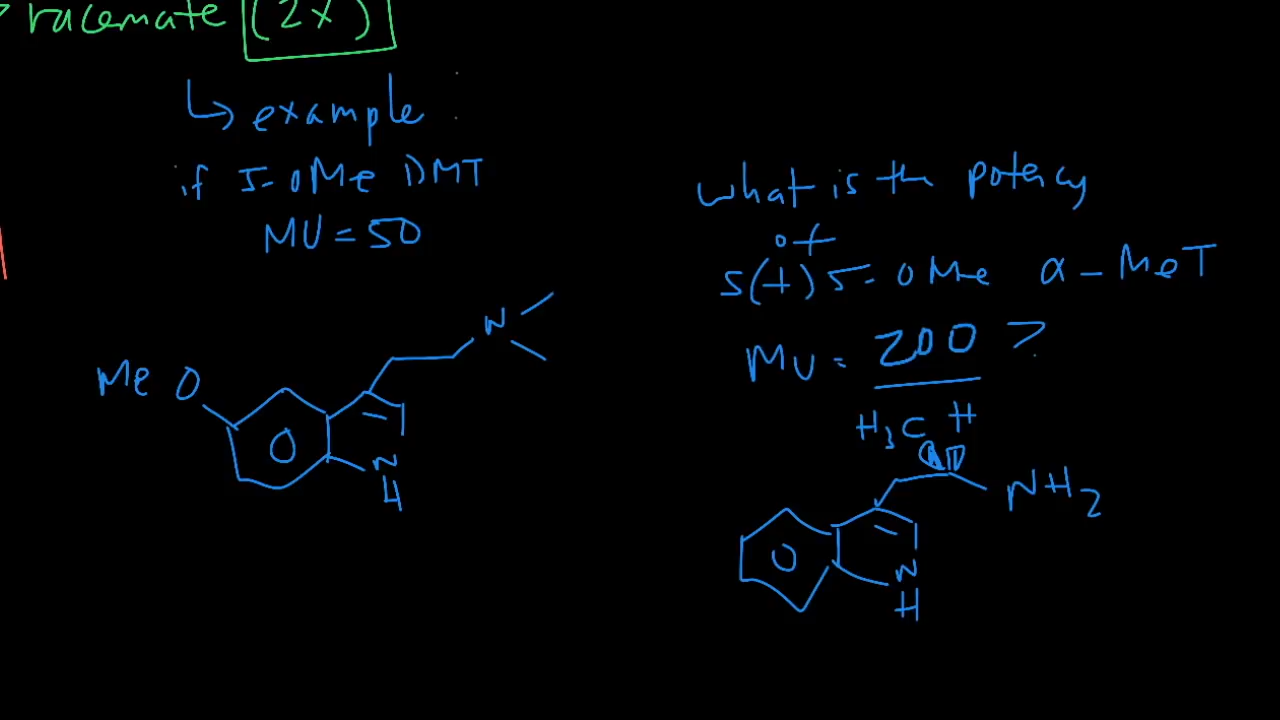 racemate (2x)
↳ example :
if 5-OMe DMT
MU = 50
MeO
N
N
H
what is the potency
of
S(+) 5-OMe α-MeT
MU = 200 >
H3C H
NH2
N
H